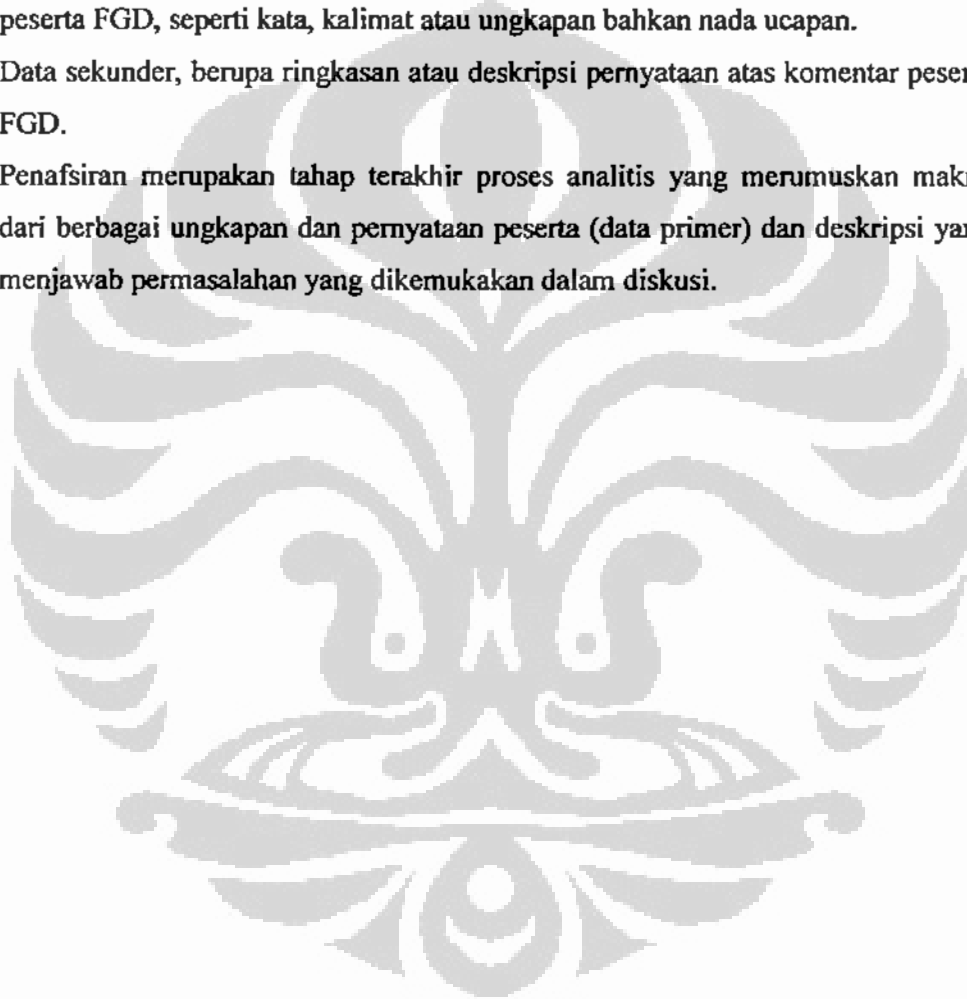 peserta FGD, seperti kata, kalimat atau ungkapan bahkan nada ucapan.
Data sekunder, berupa ringkasan atau deskripsi pernyataan atas komentar peser
FGD.
Penafsiran merupakan tahap terakhir proses analitis yang merumuskan mak
dari berbagai ungkapan dan pernyataan peserta (data primer) dan deskripsi yan
menjawab permasalahan yang dikemukakan dalam diskusi.